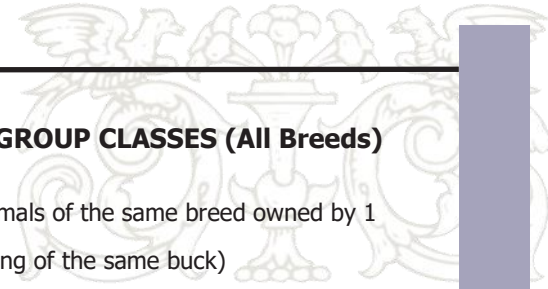 GROUP CLASSES (All Breeds)
mals of the same breed owned by 1
ng of the same buck)